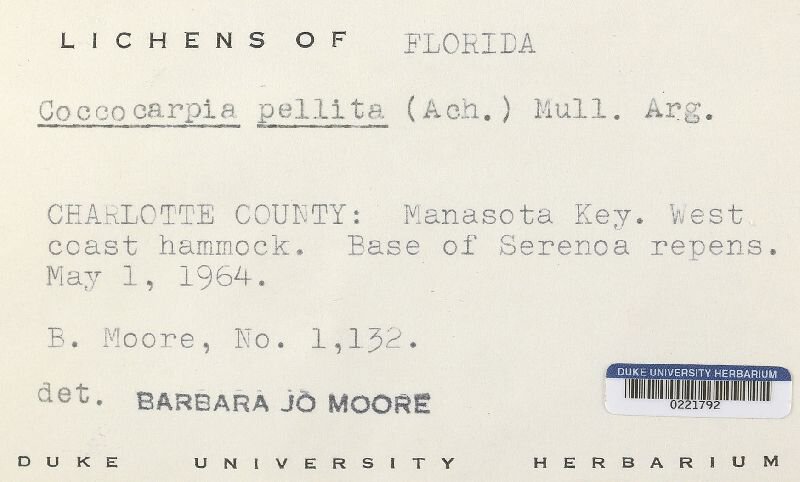 LICHENS OF FLORIDA
Coccocarpia pellita (Ach.) Mull. Arg.
CHARLOTTE COUNTY: Manasota Key. West
coast hammock. Base of Serenoa repens.
May 1, 1964.
B. Moore, No. 1,132.
det. BARBARA JO MOORE
DUKE UNIVERSITY HERBARIUM
0221792
DUKE UNIVERSITY HERBARIUM